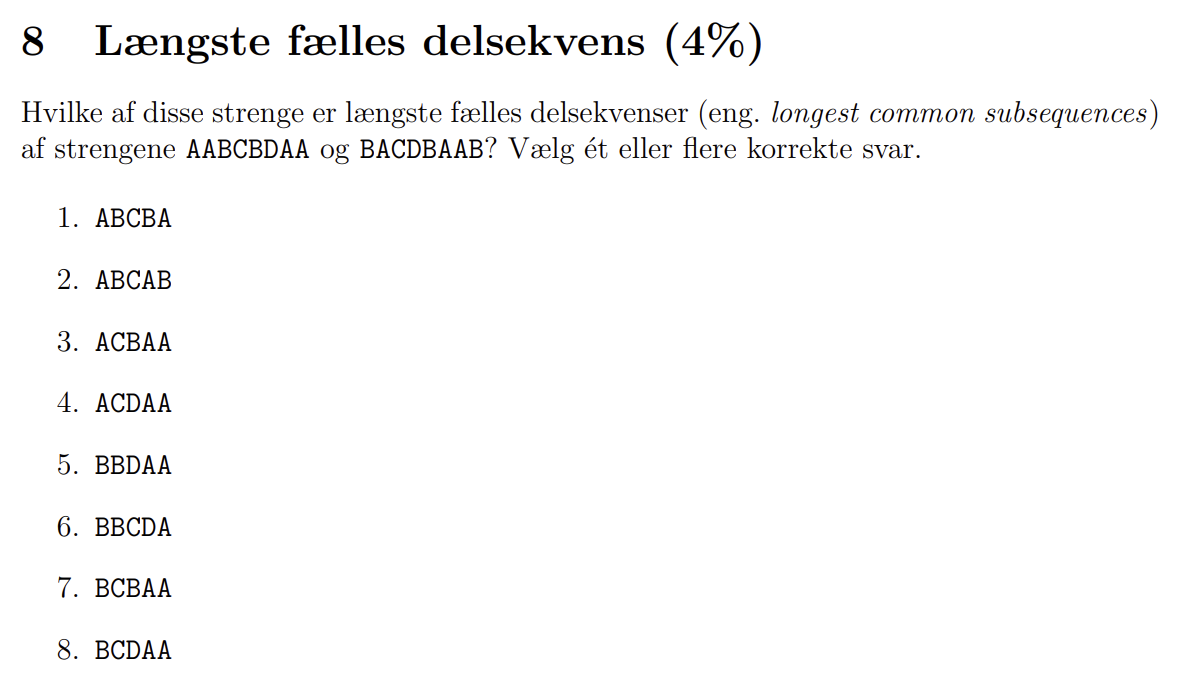 8 Længste fælles delsekvens (4%)
Hvilke af disse strenge er længste fælles delsekvenser (eng. longest common subsequences)
af strengene AABCBDAA og BACDBAAB? Vælg ét eller flere korrekte svar.
1. ABCBA
2. ABCAB
3. ACBAA
4. ACDAA
5. BBDAA
6. BBCDA
7. BCBAA
8. BCDAA